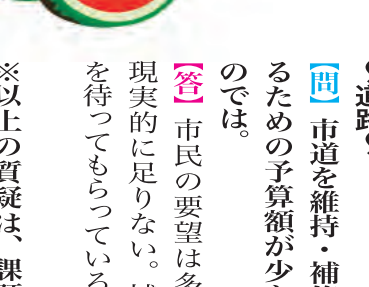 道路
【問】市道を維持・補
るための予算額が少
のでは。
【答】市民の要望は多
現実的に足りない。
を待ってもらっている
※以上の質疑は、課